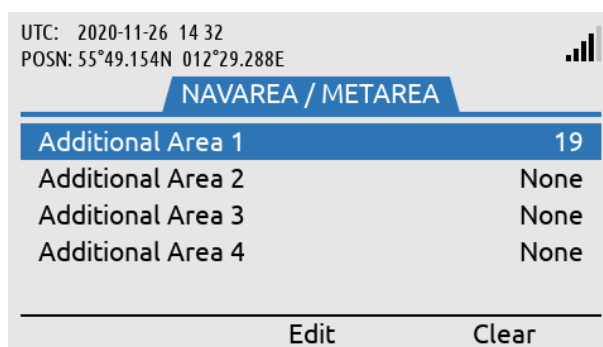 UTC: 2020-11-26 14 32
POSN: 55°49.154N 012°29.288E
NAVAREA / METAREA
Additional Area 1 19
Additional Area 2 None
Additional Area 3 None
Additional Area 4 None
Edit Clear